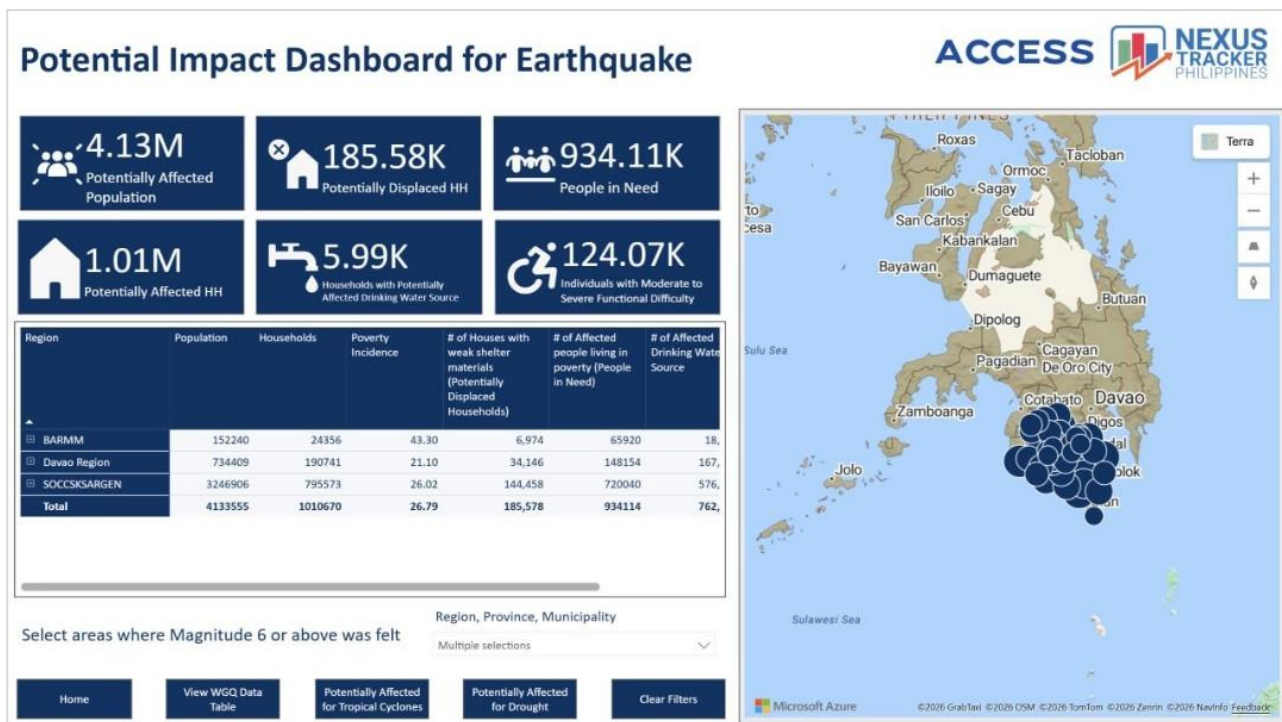 Potential Impact Dashboard for Earthquake
ACCESS
NEXUS
TRACKER
PHILIPPINES
4.13M
Potentially Affected
Population
185.58K
Potentially Displaced HH
934.11K
People in Need
1.01M
Potentially Affected HH
5.99K
Households with Potentially
Affected Drinking Water Source
124.07K
Individuals with Moderate to
Severe Functional Difficulty
Region Population Households Poverty Incidence # of Houses with weak shelter materials (Potentially Displaced Households) # of Affected people living in poverty (People in Need) # of Affected Drinking Wate Source
BARMM 152240 24356 43.30 6,974 65920 18,
Davao Region 734409 190741 21.10 34,146 148154 167,
SOCCSKSARGEN 3246906 795573 26.02 144,458 720040 576,
Total 4133555 1010670 26.79 185,578 934114 762,
Select areas where Magnitude 6 or above was felt
Region, Province, Municipality
Multiple selections
Home
View WGQ Data
Table
Potentially Affected
for Tropical Cyclones
Potentially Affected
for Drought
Clear Filters
PHILIPPINES
Roxas
Tacloban
Terra
Ormoc
Iloilo
Sagay
San Carlos
Cebu
Kabankalan
Bayawan
Dumaguete
Butuan
Dipolog
Sulu Sea
Pagadian
Cagayan
De Oro City
Cotabato
Davao
Zamboanga
Digos
Jolo
Sulawesi Sea
Microsoft Azure
©2026 GrabTaxi ©2026 OSM ©2026 TomTom ©2026 Zenrin ©2026 NavInfo Feedback